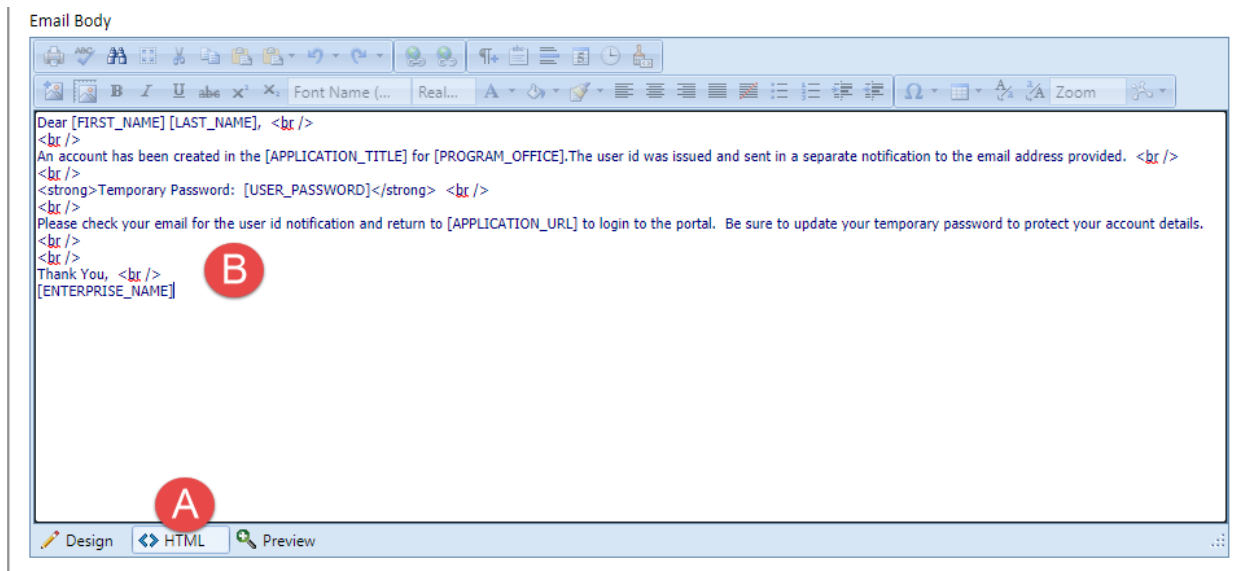 Email Body
ABC
B I U abc x² X₂ Font Name (... Real... A Ω Zoom
Dear [FIRST_NAME] [LAST_NAME],  <br />
<br />
An account has been created in the [APPLICATION_TITLE] for [PROGRAM_OFFICE].The user id was issued and sent in a separate notification to the email address provided.  <br />
<br />
<strong>Temporary Password:  [USER_PASSWORD]</strong>  <br />
<br />
Please check your email for the user id notification and return to [APPLICATION_URL] to login to the portal.  Be sure to update your temporary password to protect your account details.
<br />
<br />
Thank You,  <br />
[ENTERPRISE_NAME]
B
A
Design HTML Preview